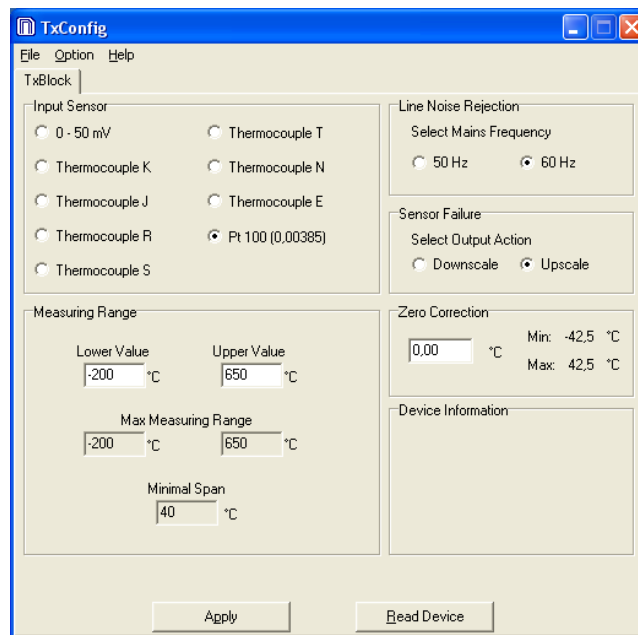 TxConfig
File Option Help
TxBlock
Input Sensor
0 - 50 mV
Thermocouple T
Thermocouple K
Thermocouple N
Thermocouple J
Thermocouple E
Thermocouple R
Pt 100 (0,00385)
Thermocouple S
Line Noise Rejection
Select Mains Frequency
50 Hz 60 Hz
Sensor Failure
Select Output Action
Downscale Upscale
Measuring Range
Lower Value Upper Value
-200 °C 650 °C
Max Measuring Range
-200 °C 650 °C
Minimal Span
40 °C
Zero Correction
0,00 °C
Min: -42,5 °C
Max: 42,5 °C
Device Information
Apply Read Device